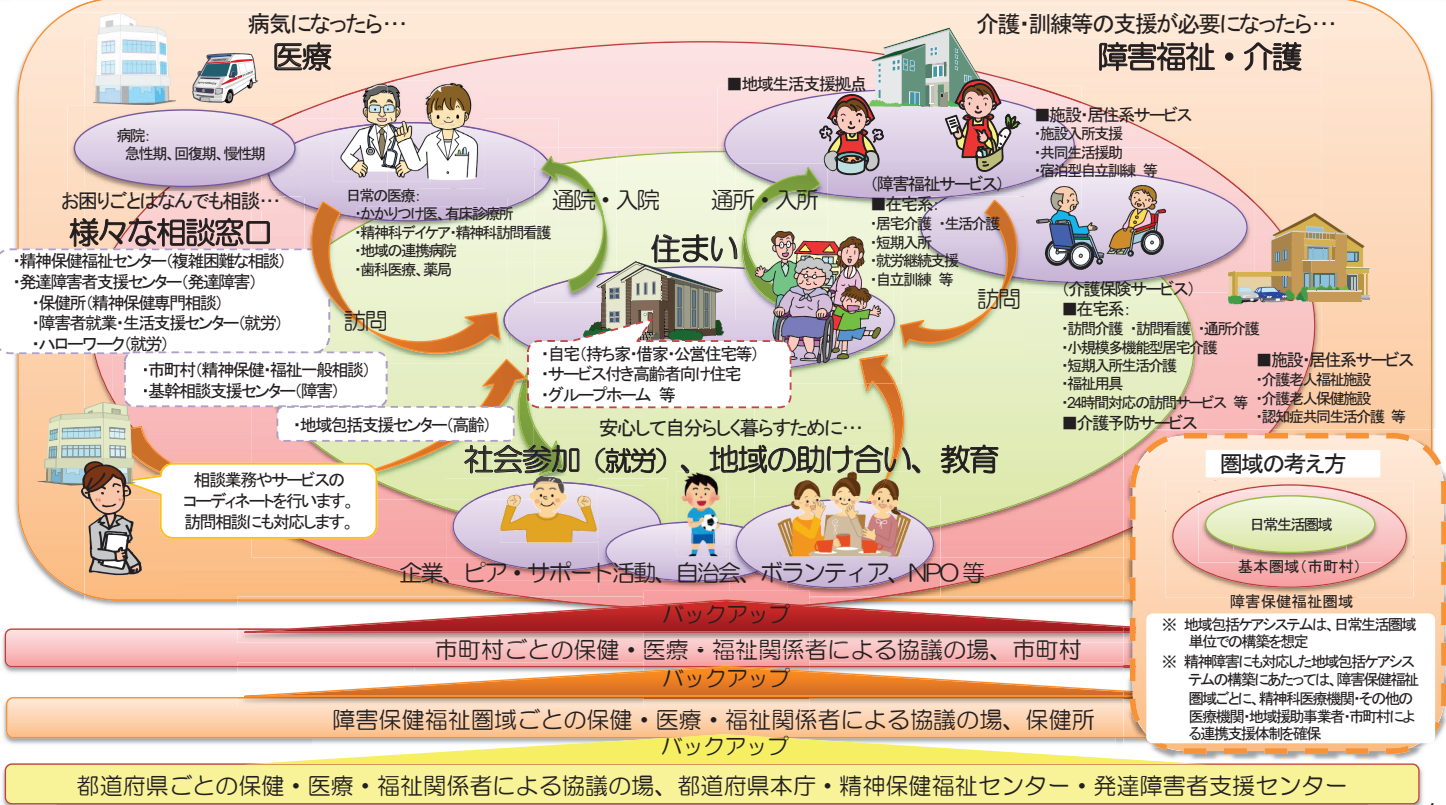 病気になったら…
医療
病院:
急性期、回復期、慢性期
日常の医療:
・かかりつけ医、有床診療所
・精神科デイケア・精神科訪問看護
・地域の連携病院
・歯科医療、薬局
お困りごとはなんでも相談…
様々な相談窓口
・精神保健福祉センター(複雑困難な相談)
・発達障害者支援センター(発達障害)
・保健所(精神保健専門相談)
・障害者就業・生活支援センター(就労)
・ハローワーク(就労)
・市町村(精神保健・福祉一般相談)
・基幹相談支援センター(障害)
・地域包括支援センター(高齢)
相談業務やサービスの
コーディネートを行います。
訪問相談にも対応します。
訪問
通院・入院
通所・入所
住まい
・自宅(持ち家・借家・公営住宅等)
・サービス付き高齢者向け住宅
・グループホーム 等
介護・訓練等の支援が必要になったら…
障害福祉・介護
■地域生活支援拠点
■施設・居住系サービス
・施設入所支援
・共同生活援助
・宿泊型自立訓練 等
(障害福祉サービス)
■在宅系:
・居宅介護 ・生活介護
・短期入所
・就労継続支援
・自立訓練 等
訪問
(介護保険サービス)
■在宅系:
・訪問介護 ・訪問看護 ・通所介護
・小規模多機能型居宅介護
・短期入所生活介護
・福祉用具
・24時間対応の訪問サービス 等
■介護予防サービス
■施設・居住系サービス
・介護老人福祉施設
・介護老人保健施設
・認知症共同生活介護 等
安心して自分らしく暮らすために…
社会参加(就労)、地域の助け合い、教育
企業、ピア・サポート活動、自治会、ボランティア、NPO等
圏域の考え方
日常生活圏域
基本圏域(市町村)
障害保健福祉圏域
※ 地域包括ケアシステムは、日常生活圏域
単位での構築を想定
※ 精神障害にも対応した地域包括ケアシス
テムの構築にあたっては、障害保健福祉
圏域ごとに、精神科医療機関・その他の
医療機関・地域援助事業者・市町村によ
る連携支援体制を確保
バックアップ
市町村ごとの保健・医療・福祉関係者による協議の場、市町村
バックアップ
障害保健福祉圏域ごとの保健・医療・福祉関係者による協議の場、保健所
バックアップ
都道府県ごとの保健・医療・福祉関係者による協議の場、都道府県本庁・精神保健福祉センター・発達障害者支援センター